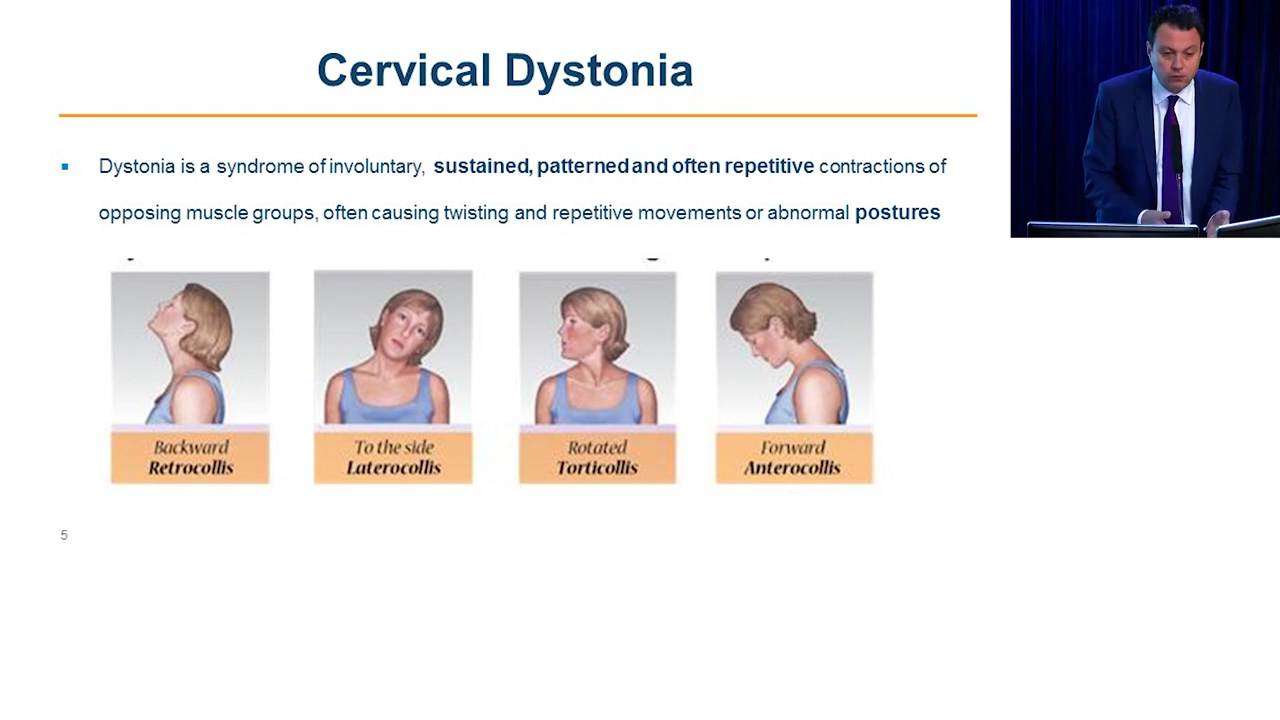 Cervical Dystonia
▪ Dystonia is a syndrome of involuntary, sustained, patterned and often repetitive contractions of
opposing muscle groups, often causing twisting and repetitive movements or abnormal postures
Backward
Retrocollis
To the side
Laterocollis
Rotated
Torticollis
Forward
Anterocollis
5